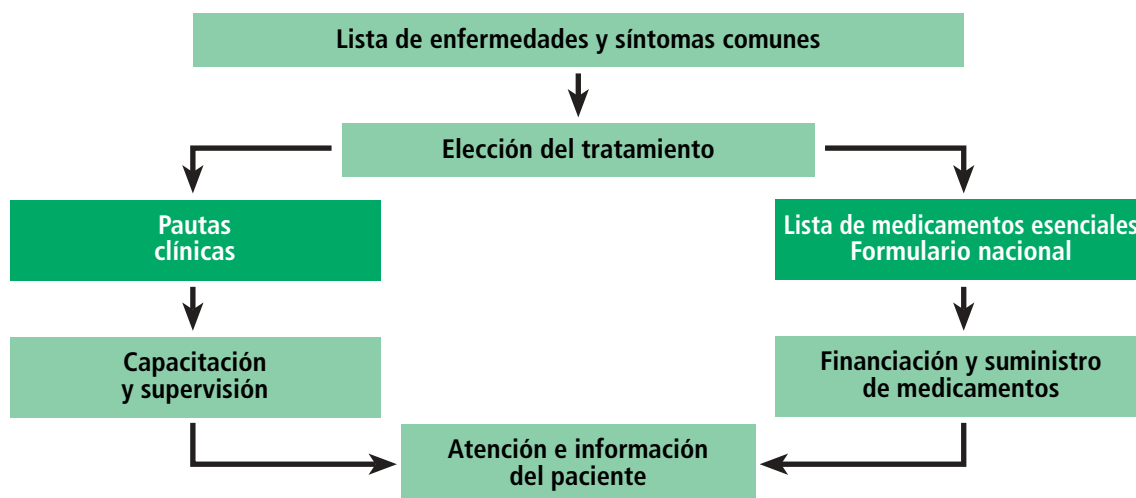 Lista de enfermedades y síntomas comunes
Elección del tratamiento
Pautas
clínicas
Lista de medicamentos esenciales
Formulario nacional
Capacitación
y supervisión
Financiación y suministro
de medicamentos
Atención e información
del paciente